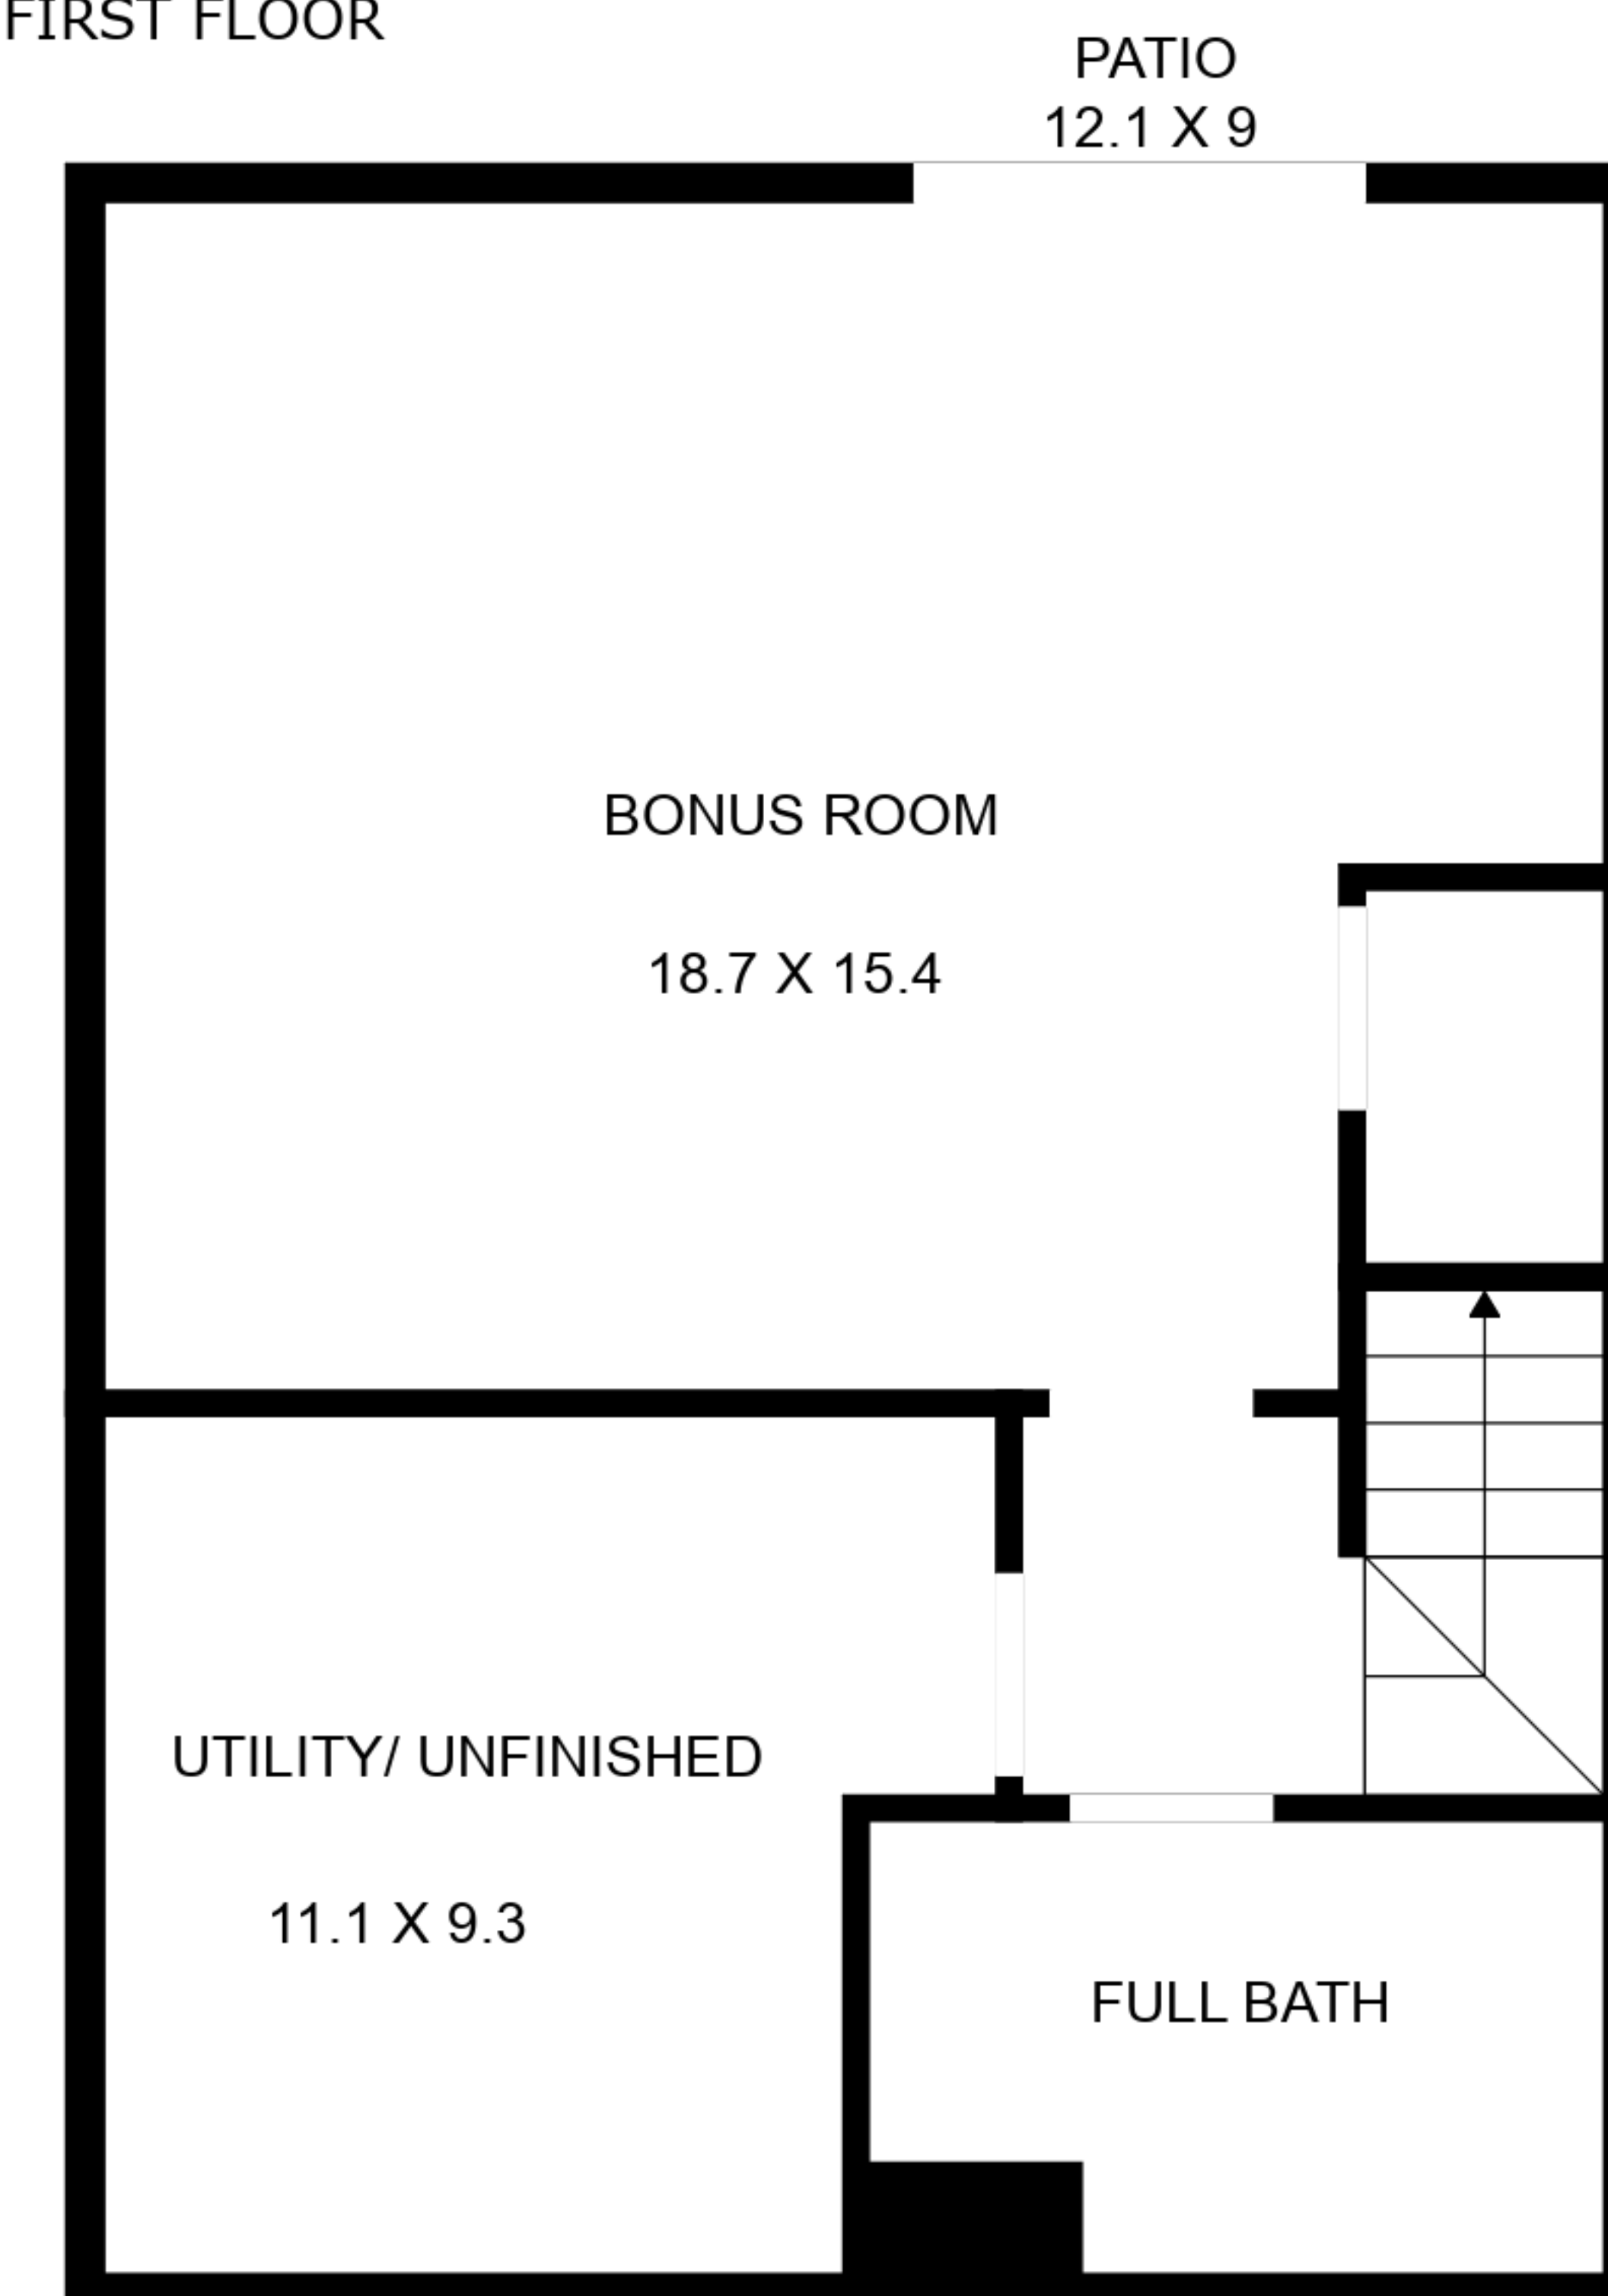 FIRST FLOOR
PATIO
12.1 X 9
BONUS ROOM
18.7 X 15.4
UTILITY/ UNFINISHED
11.1 X 9.3
FULL BATH